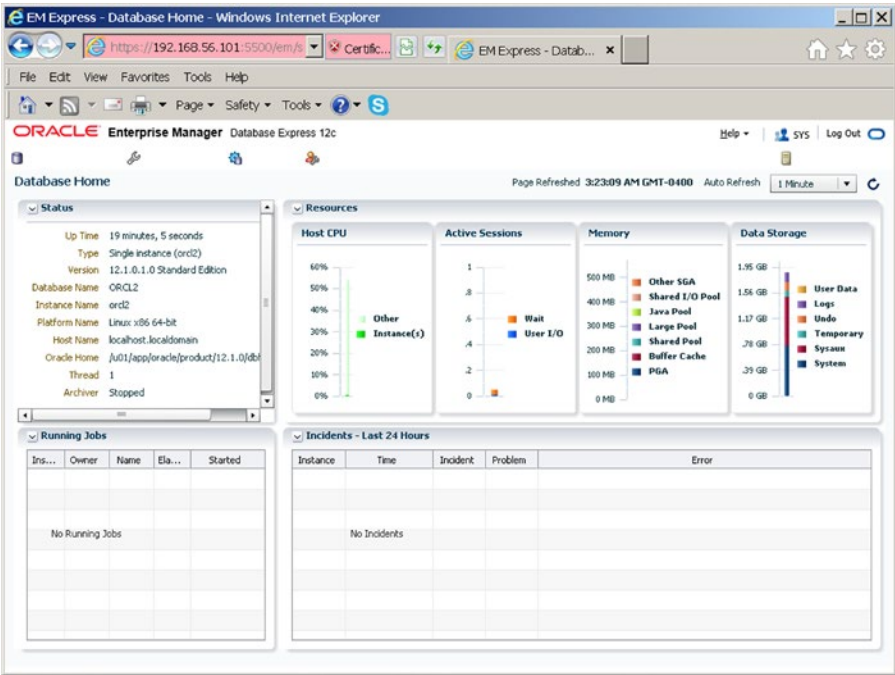 EM Express - Database Home - Windows Internet Explorer
https://192.168.56.101:5500/em/s
Certific...
EM Express - Datab...
File Edit View Favorites Tools Help
Page Safety Tools
ORACLE Enterprise Manager Database Express 12c
Help SYS Log Out
Database Home
Page Refreshed 3:23:09 AM GMT-0400 Auto Refresh 1 Minute
Status
Up Time 19 minutes, 5 seconds
Type Single instance (orcl2)
Version 12.1.0.1.0 Standard Edition
Database Name ORCL2
Instance Name orcl2
Platform Name Linux x86 64-bit
Host Name localhost.localdomain
Oracle Home /u01/app/oracle/product/12.1.0/dbh
Thread 1
Archiver Stopped
Resources
Host CPU
60%
50%
40%
30%
20%
10%
0%
Other
Instance(s)
Active Sessions
1
.8
.6
.4
.2
0
Wait
User I/O
Memory
500 MB
400 MB
300 MB
200 MB
100 MB
0 MB
Other SGA
Shared I/O Pool
Java Pool
Large Pool
Shared Pool
Buffer Cache
PGA
Data Storage
1.95 GB
1.56 GB
1.17 GB
.78 GB
.39 GB
0 GB
User Data
Logs
Undo
Temporary
Sysaux
System
Running Jobs
Ins... Owner Name Ela... Started
No Running Jobs
Incidents - Last 24 Hours
Instance Time Incident Problem Error
No Incidents